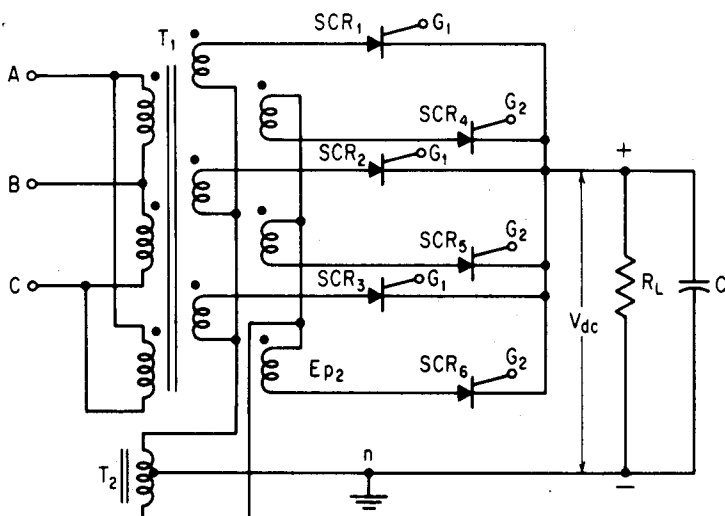 SCR1 G1
T1
A
SCR4 G2
SCR2 G1
B
+
SCR5 G2
C
SCR3 G1
RL
C
Vdc
Ep2
SCR6 G2
T2
n
−